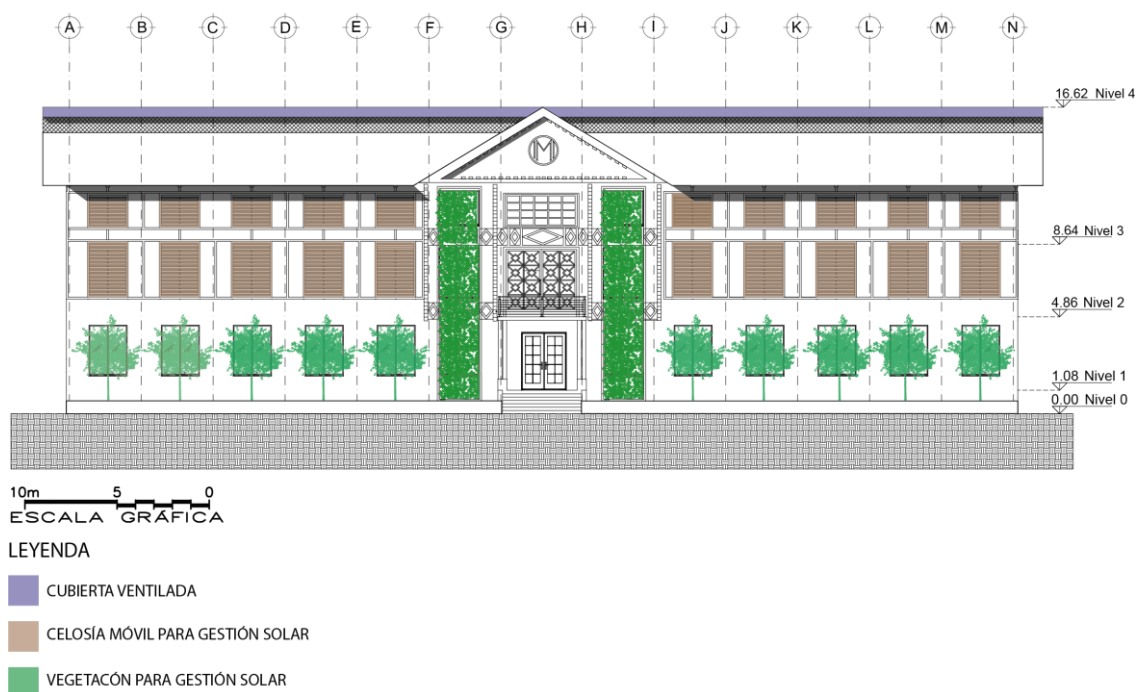 A B C D E F G H I J K L M N
16.62 Nivel 4
M
8.64 Nivel 3
4.86 Nivel 2
1,08 Nivel 1
0.00 Nivel 0
10m 5 0
ESCALA GRÁFICA
LEYENDA
CUBIERTA VENTILADA
CELOSÍA MÓVIL PARA GESTIÓN SOLAR
VEGETACÓN PARA GESTIÓN SOLAR